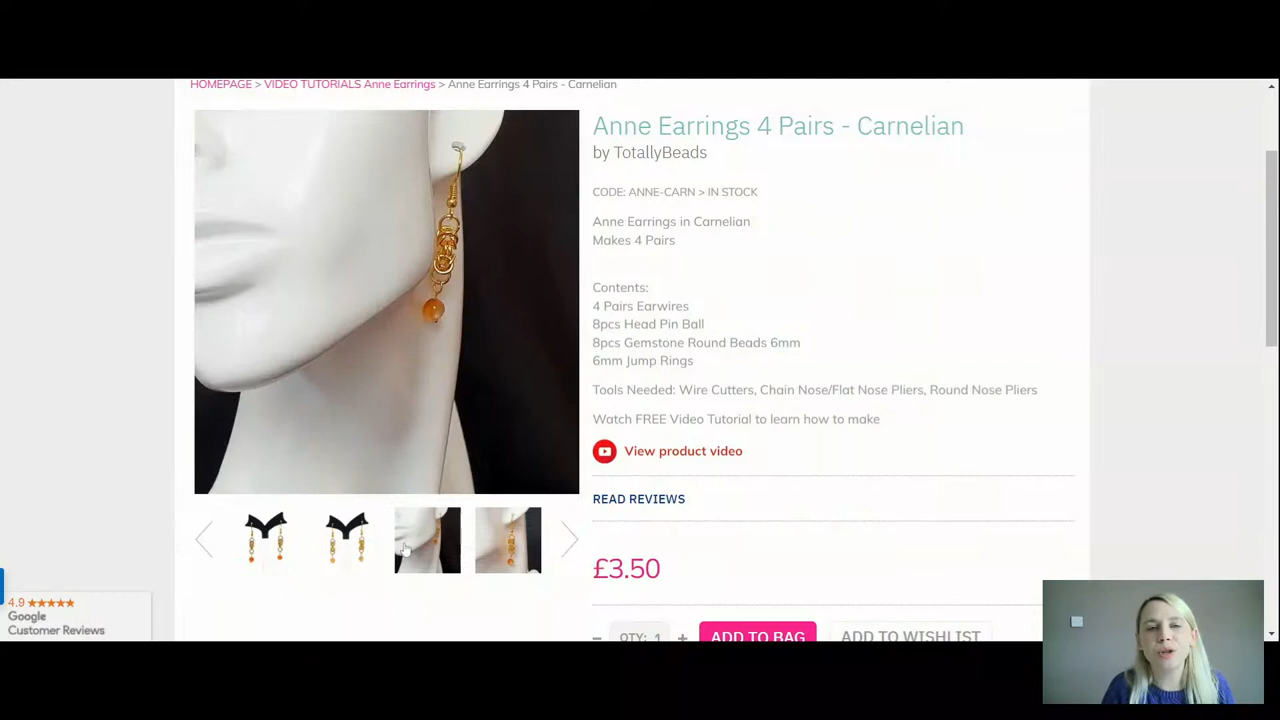 HOMEPAGE > VIDEO TUTORIALS Anne Earrings > Anne Earrings 4 Pairs - Carnelian
Anne Earrings 4 Pairs - Carnelian
by TotallyBeads
CODE: ANNE-CARN > IN STOCK
Anne Earrings in Carnelian
Makes 4 Pairs
Contents:
4 Pairs Earwires
8pcs Head Pin Ball
8pcs Gemstone Round Beads 6mm
6mm Jump Rings
Tools Needed: Wire Cutters, Chain Nose/Flat Nose Pliers, Round Nose Pliers
Watch FREE Video Tutorial to learn how to make
View product video
READ REVIEWS
£3.50
− QTY: 1 + ADD TO BAG ADD TO WISHLIST
4.9 ★★★★★
Google
Customer Reviews